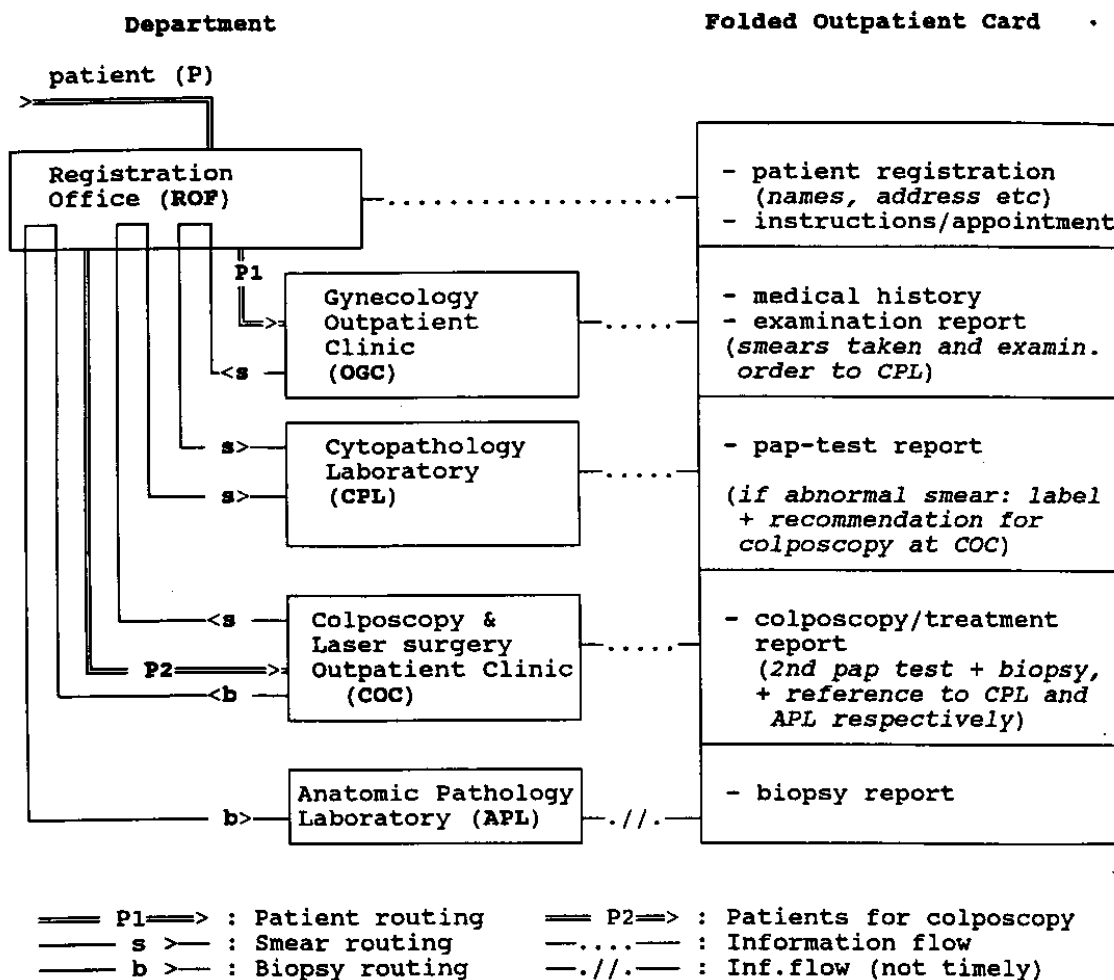 Department
Folded Outpatient Card
patient (P)
>
Registration
Office (ROF)
- patient registration
(names, address etc)
- instructions/appointment
P1
>
Gynecology
Outpatient
Clinic
(OGC)
<s
- medical history
- examination report
(smears taken and examin.
order to CPL)
s>
s>
Cytopathology
Laboratory
(CPL)
- pap-test report
(if abnormal smear: label
+ recommendation for
colposcopy at COC)
<s
P2 >
<b
Colposcopy &
Laser surgery
Outpatient Clinic
(COC)
- colposcopy/treatment
report
(2nd pap test + biopsy,
+ reference to CPL and
APL respectively)
b>
Anatomic Pathology
Laboratory (APL)
.//.
- biopsy report
P1 > : Patient routing
s > : Smear routing
b > : Biopsy routing
P2 > : Patients for colposcopy
.... : Information flow
.//. : Inf.flow (not timely)